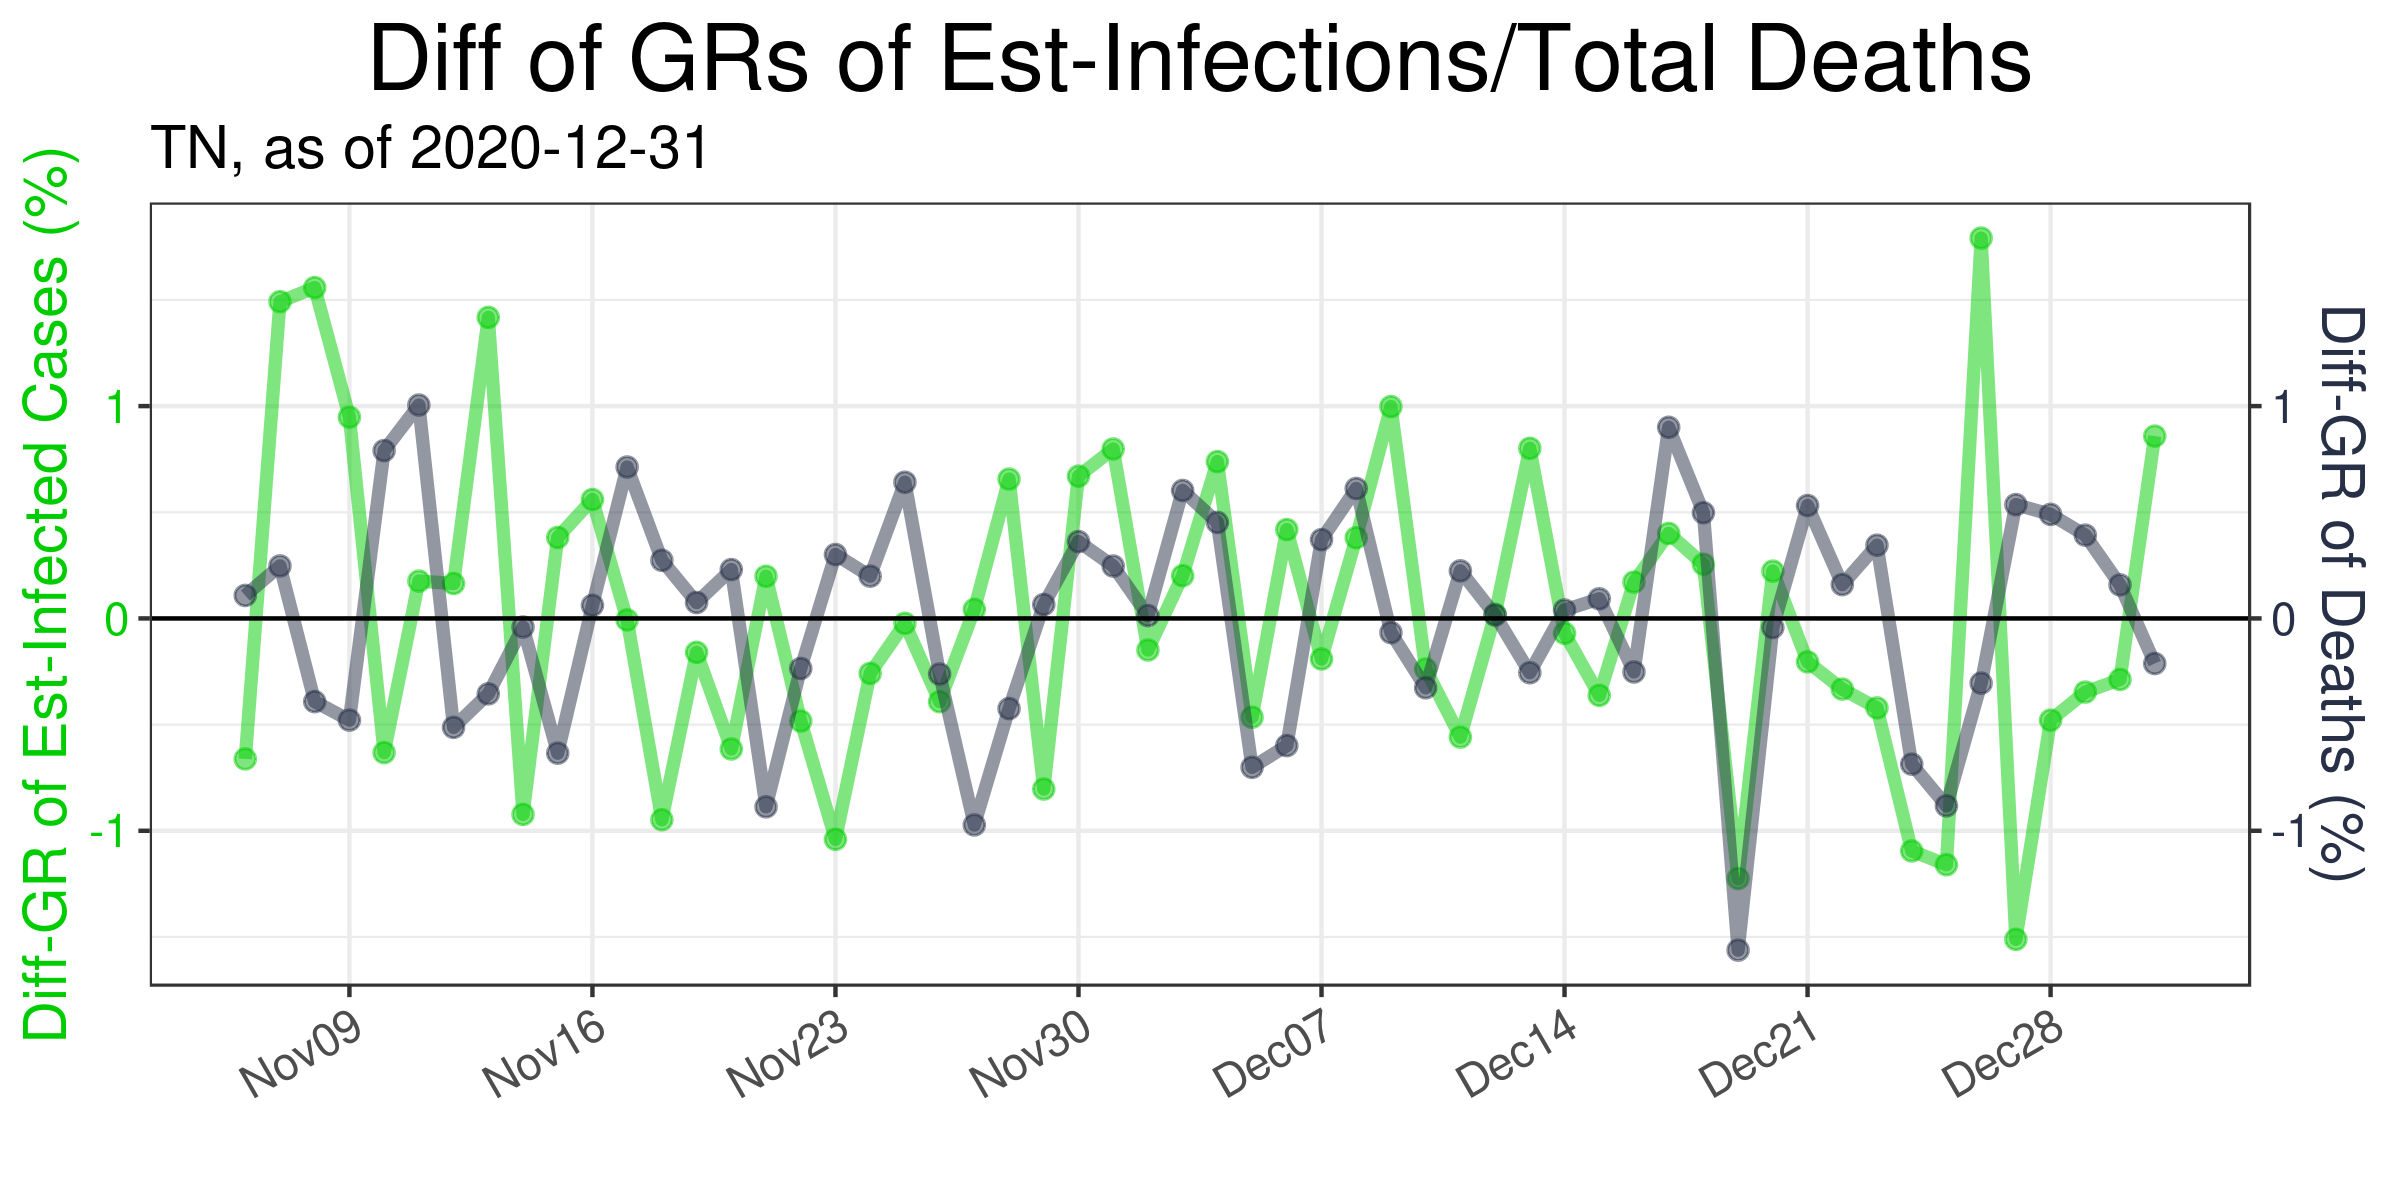 Diff of GRs of Est-Infections/Total Deaths
TN, as of 2020-12-31
Diff-GR of Est-Infected Cases (%)
1
0
-1
1
0
-1
Diff-GR of Deaths (%)
Nov09
Nov16
Nov23
Nov30
Dec07
Dec14
Dec21
Dec28